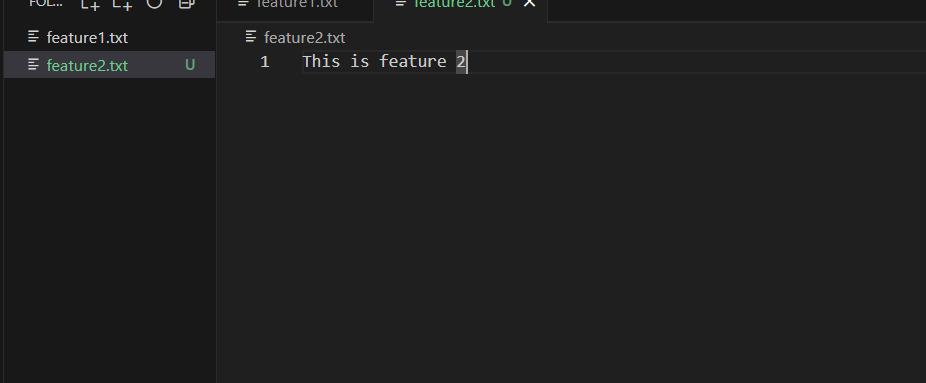 FOL...
feature1.txt
feature2.txt U
feature1.txt
feature2.txt U
feature2.txt
1 This is feature 2